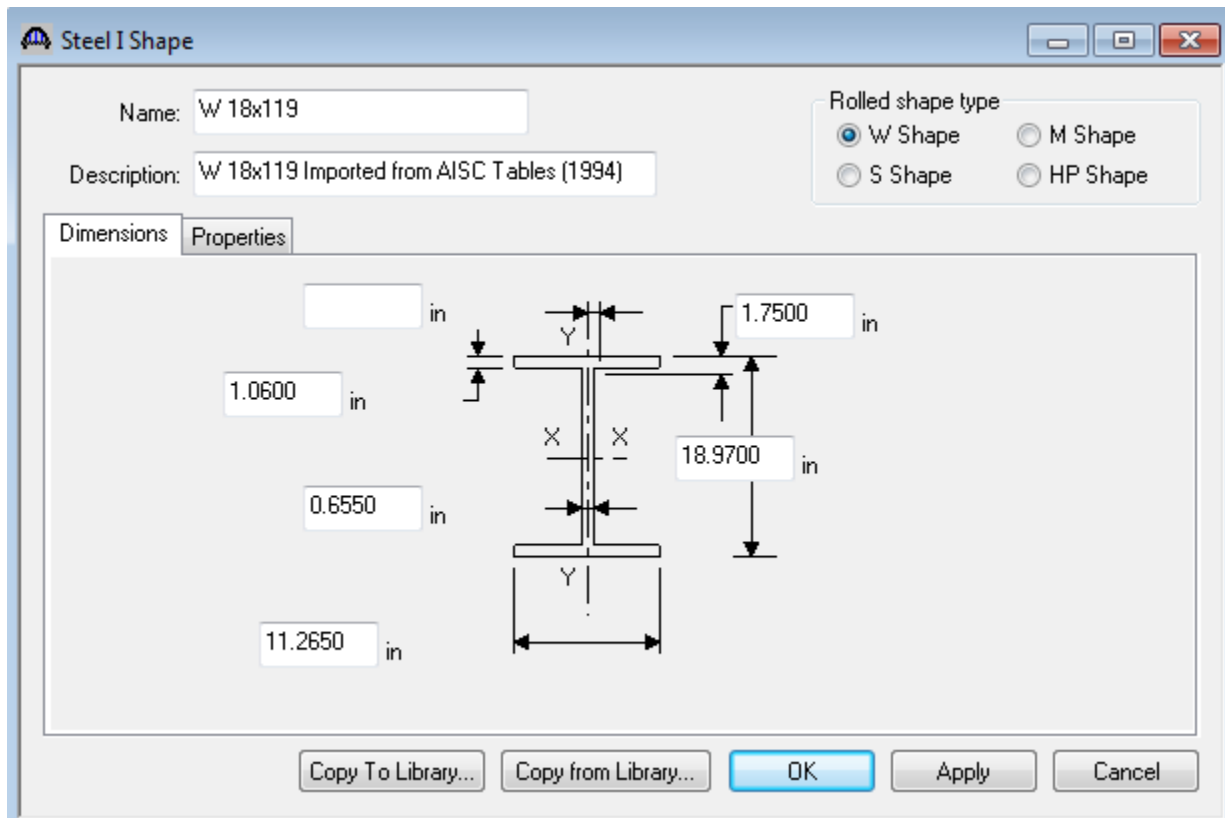 Steel I Shape
Name: W 18x119
Description: W 18x119 Imported from AISC Tables (1994)
Rolled shape type
W Shape M Shape
S Shape HP Shape
Dimensions Properties
in
1.7500 in
Y
1.0600 in
X X
18.9700 in
0.6550 in
Y
11.2650 in
Copy To Library... Copy from Library... OK Apply Cancel